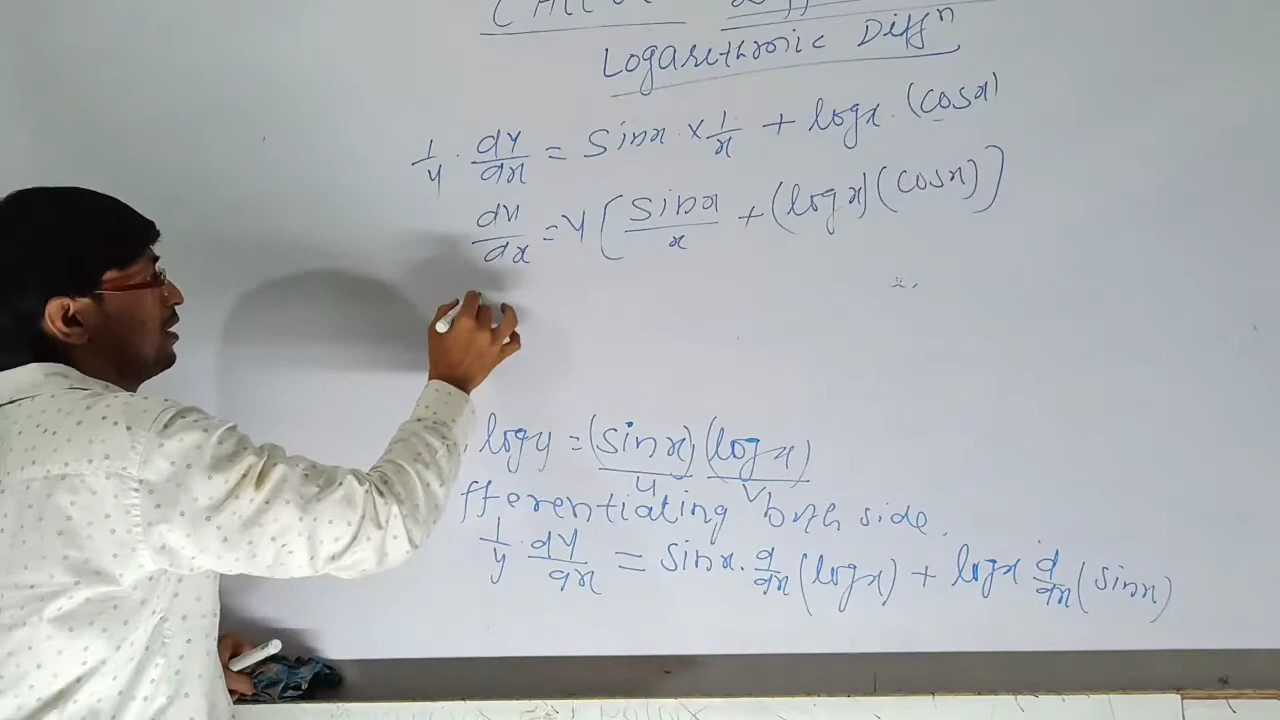 Logarithmic Diffⁿ
1/y · dy/dx = sinx × 1/x + logx · (cosx)
dy/dx = y [ sinx/x + (logx)(cosx) ]
logy = (sinx) (logx)
u v
fferentiating both side.
1/y · dy/dx = sinx · d/dx (logx) + logx d/dx (sinx)